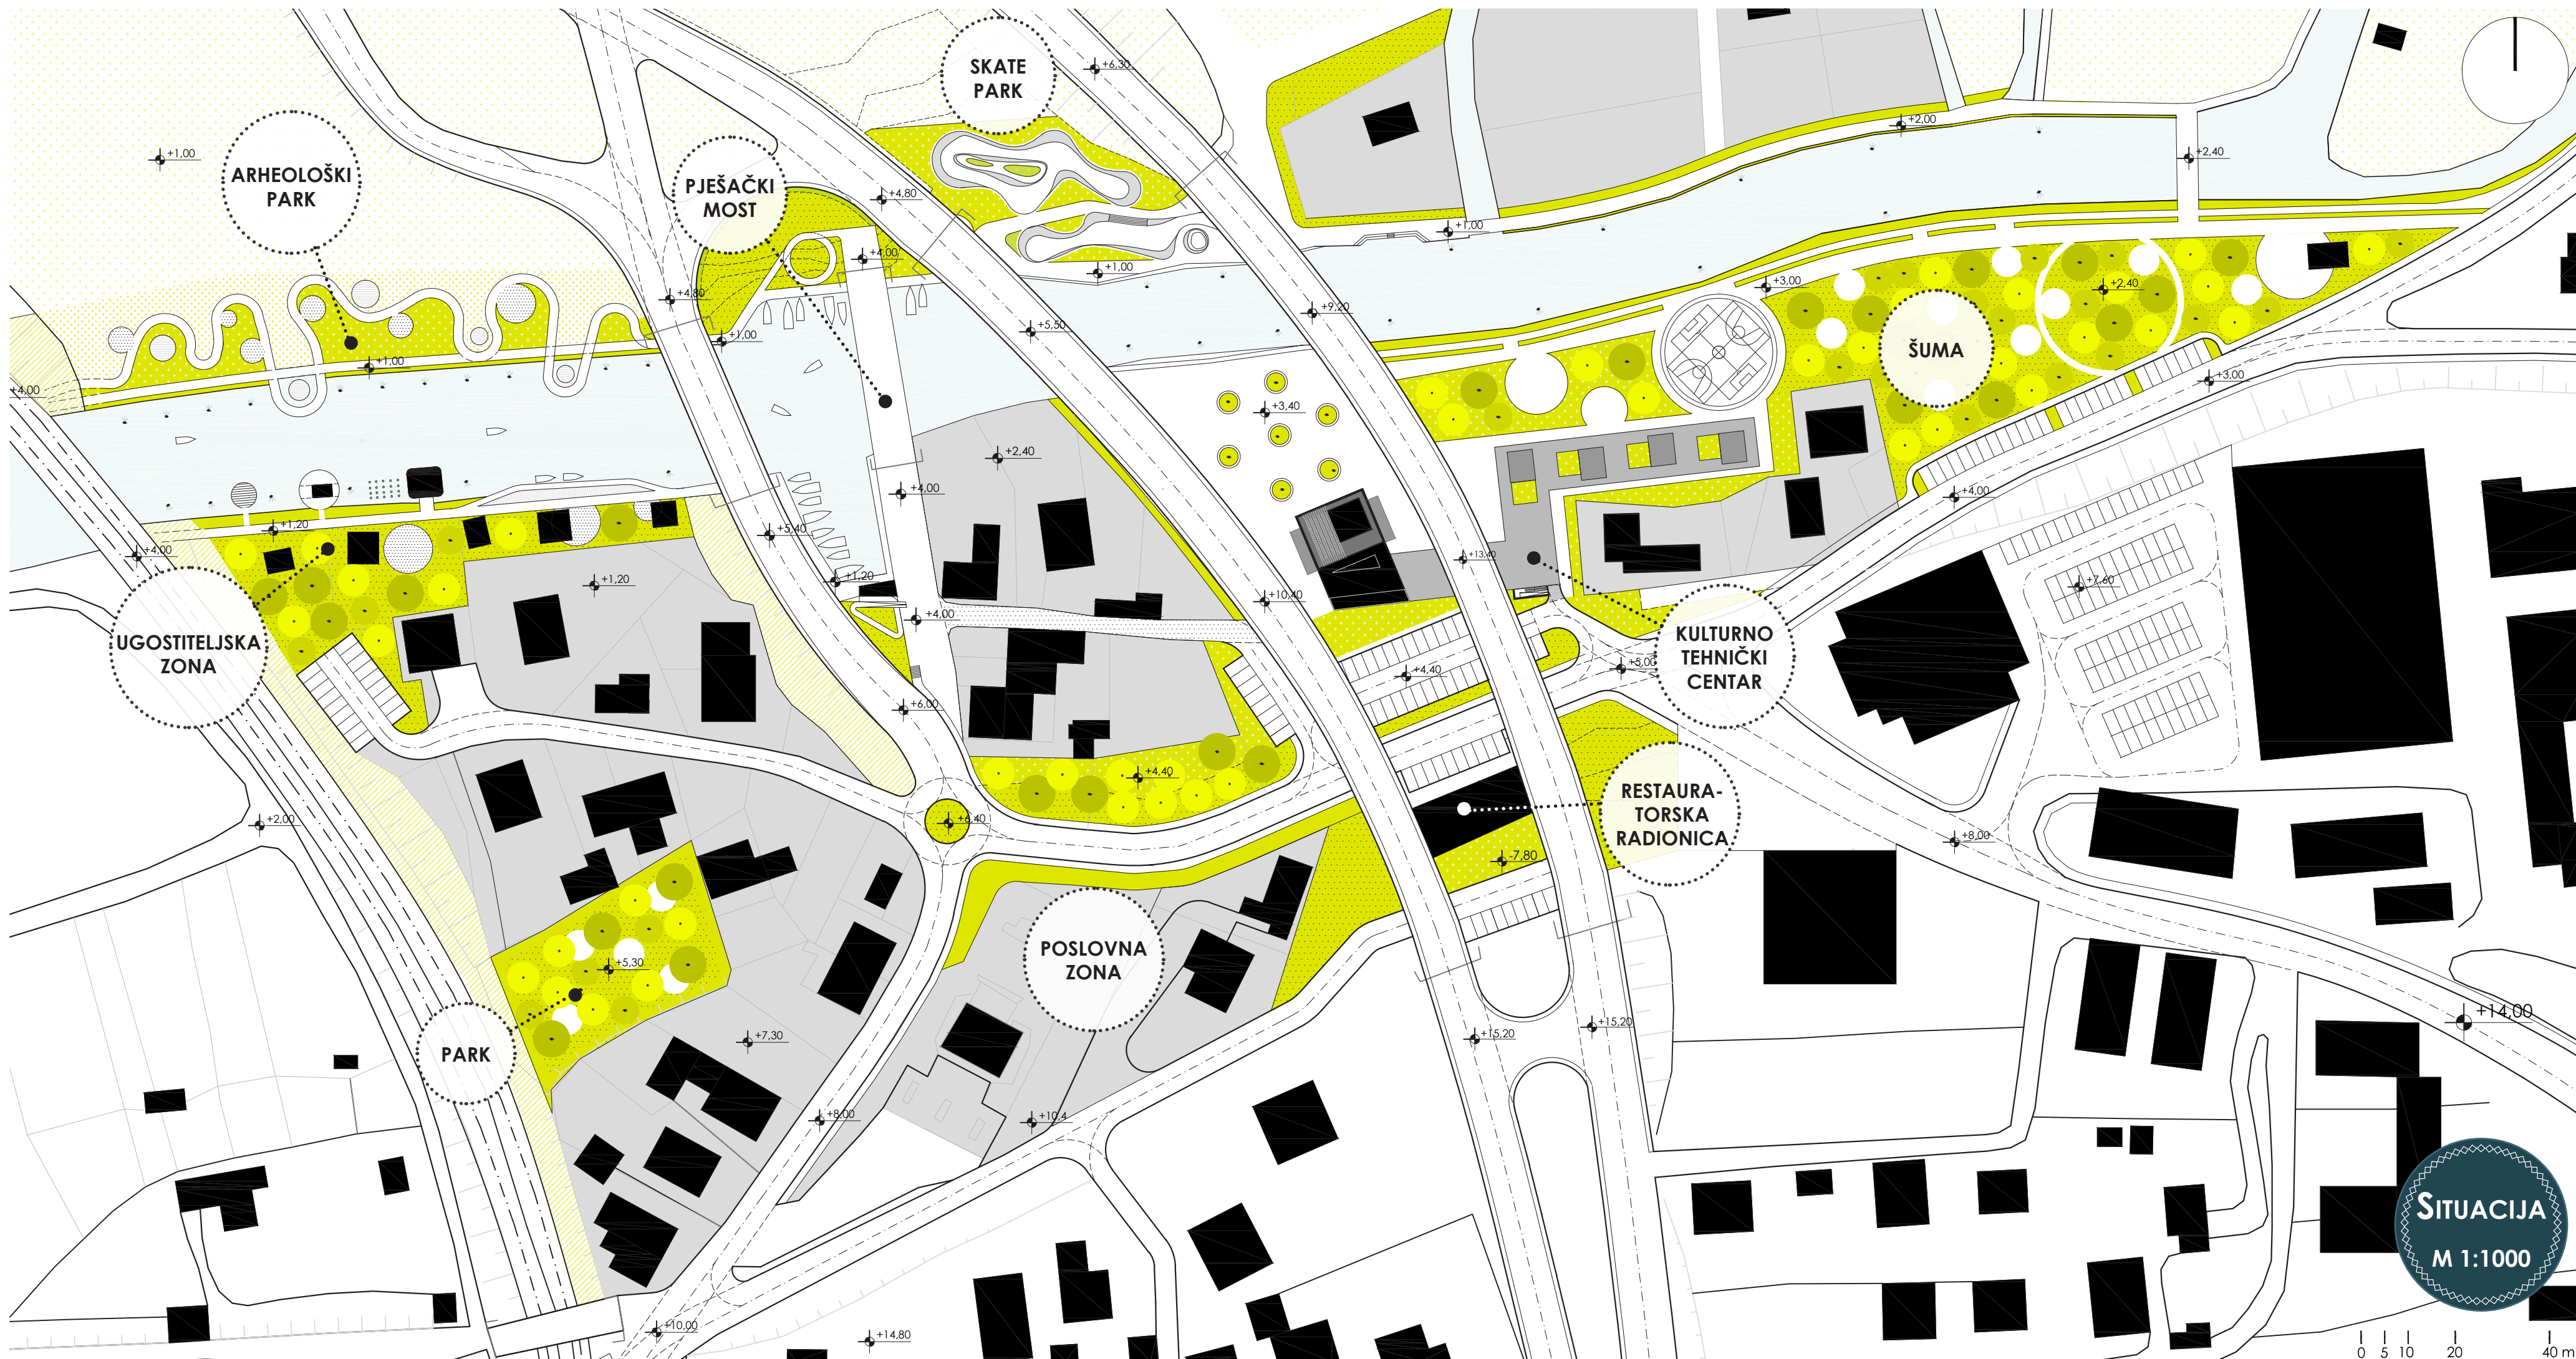 SKATE
PARK
+6,30
+2,00
+1,00
ARHEOLOŠKI
PARK
PJEŠAČKI
MOST
+4,80
+2,40
+1,00
+4,00
+1,00
+3,00
+2,40
+4,80
+9,20
+5,50
+1,00
+1,00
ŠUMA
+3,00
+4,00
+3,40
+2,40
+4,00
+4,00
+1,20
+5,40
+4,00
+13,40
+1,20
+1,20
+7,60
+10,40
+4,00
UGOSTITELJSKA
ZONA
KULTURNO
TEHNIČKI
CENTAR
+5,00
+4,40
+6,00
+4,40
RESTAURA-
TORSKA
RADIONICA
+2,00
+6,40
+8,00
-7,80
POSLOVNA
ZONA
+5,30
+14,00
+15,20
+15,20
+7,30
PARK
+8,00
+10,4
SITUACIJA
M 1:1000
+10,00
+14,80
0 5 10 20 40 m